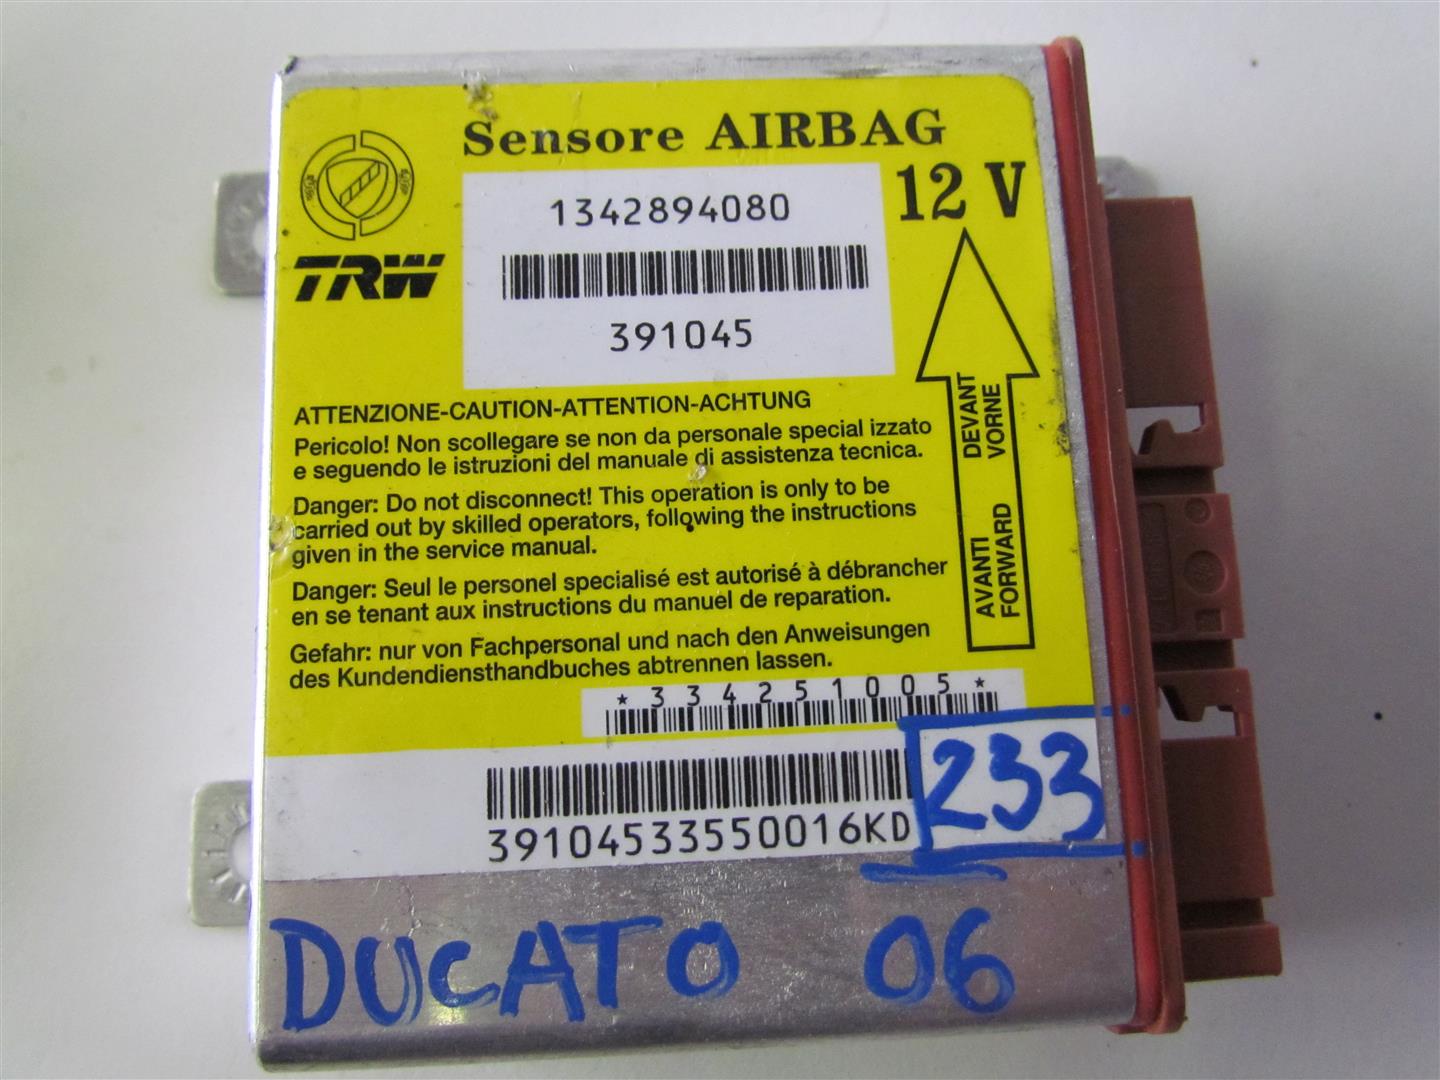 Sensore AIRBAG
12 V
TRW
1342894080
391045
ATTENZIONE-CAUTION-ATTENTION-ACHTUNG
Pericolo! Non scollegare se non da personale special izzato
e seguendo le istruzioni del manuale di assistenza tecnica.
Danger: Do not disconnect! This operation is only to be
carried out by skilled operators, following the instructions
given in the service manual.
Danger: Seul le personel specialisé est autorisé à débrancher
en se tenant aux instructions du manuel de reparation.
Gefahr: nur von Fachpersonal und nach den Anweisungen
des Kundendiensthandbuches abtrennen lassen.
DEVANT
VORNE
AVANTI
FORWARD
*334251005*
39104533550016KD
233
DUCATO 06